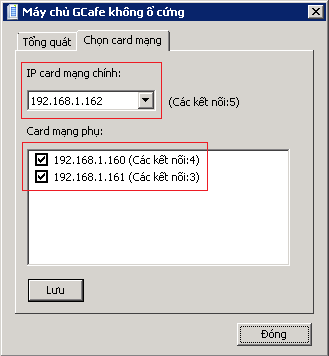 Máy chủ GCafe không ổ cứng
Tổng quát
Chọn card mạng
IP card mạng chính:
192.168.1.162 (Các kết nối:5)
Card mạng phụ:
192.168.1.160 (Các kết nối:4)
192.168.1.161 (Các kết nối:3)
Lưu
Đóng